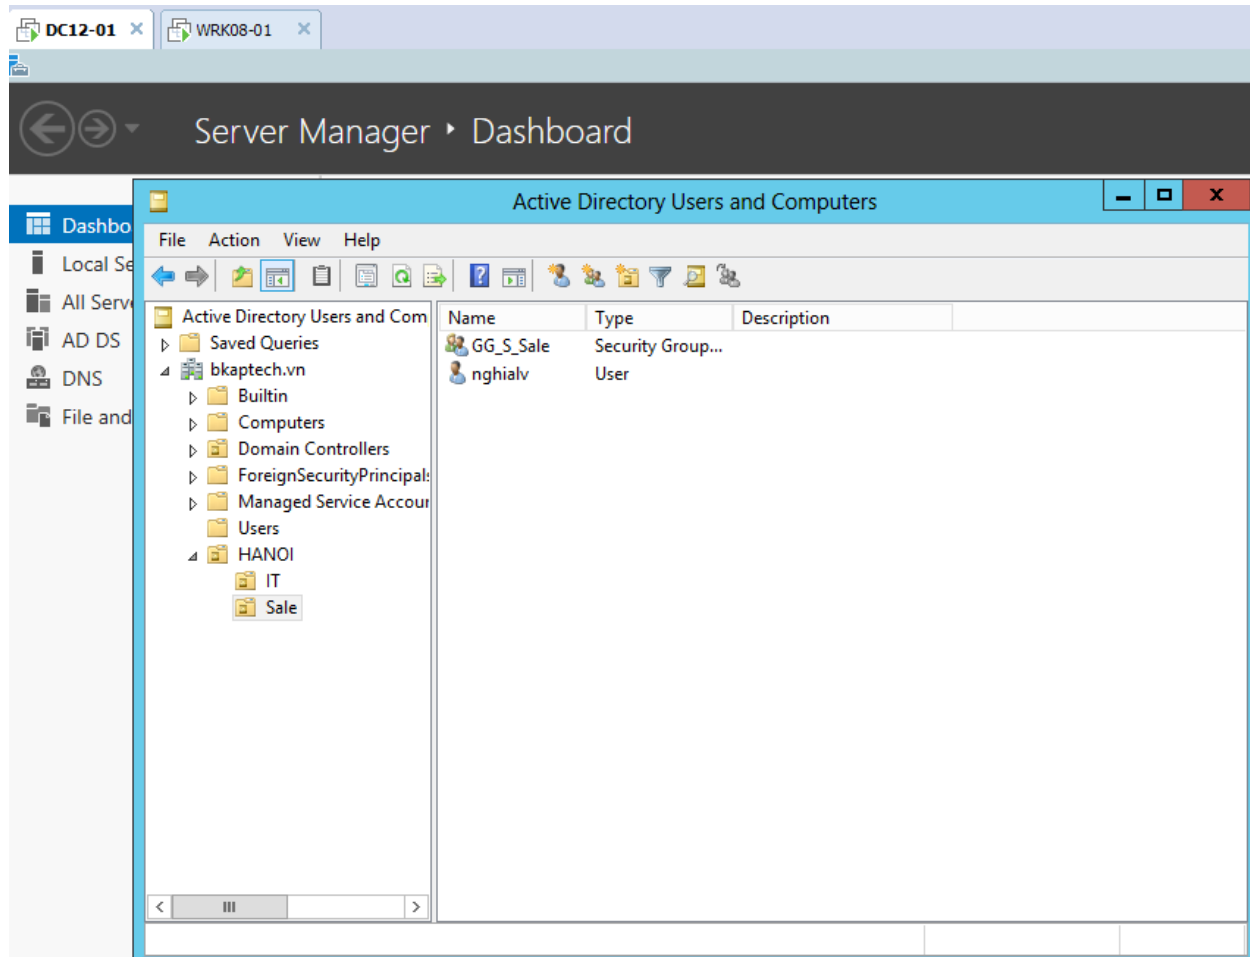 DC12-01
WRK08-01
Server Manager ‣ Dashboard
Dashbo
Local Se
All Serve
AD DS
DNS
File and
Active Directory Users and Computers
File Action View Help
Active Directory Users and Com
Saved Queries
bkaptech.vn
Builtin
Computers
Domain Controllers
ForeignSecurityPrincipals
Managed Service Accour
Users
HANOI
IT
Sale
Name Type Description
GG_S_Sale Security Group...
nghialv User